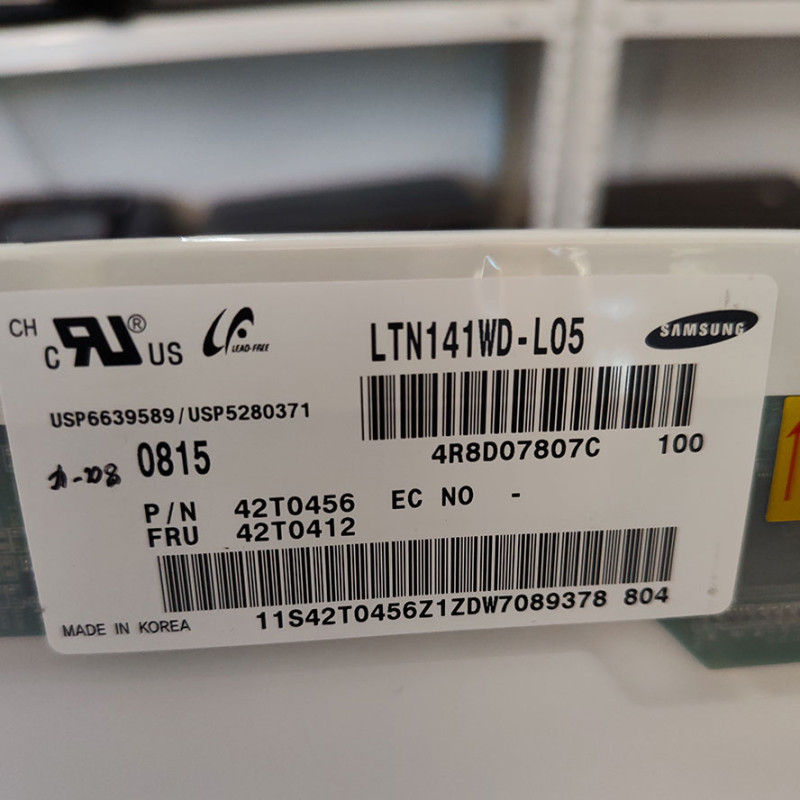 CH
C RU ® US
LEAD-FREE
LTN141WD-L05
SAMSUNG
USP6639589/USP5280371
4R8D07807C 100
0815
P/N 42T0456 EC NO -
FRU 42T0412
11S42T0456Z1ZDW7089378 804
MADE IN KOREA